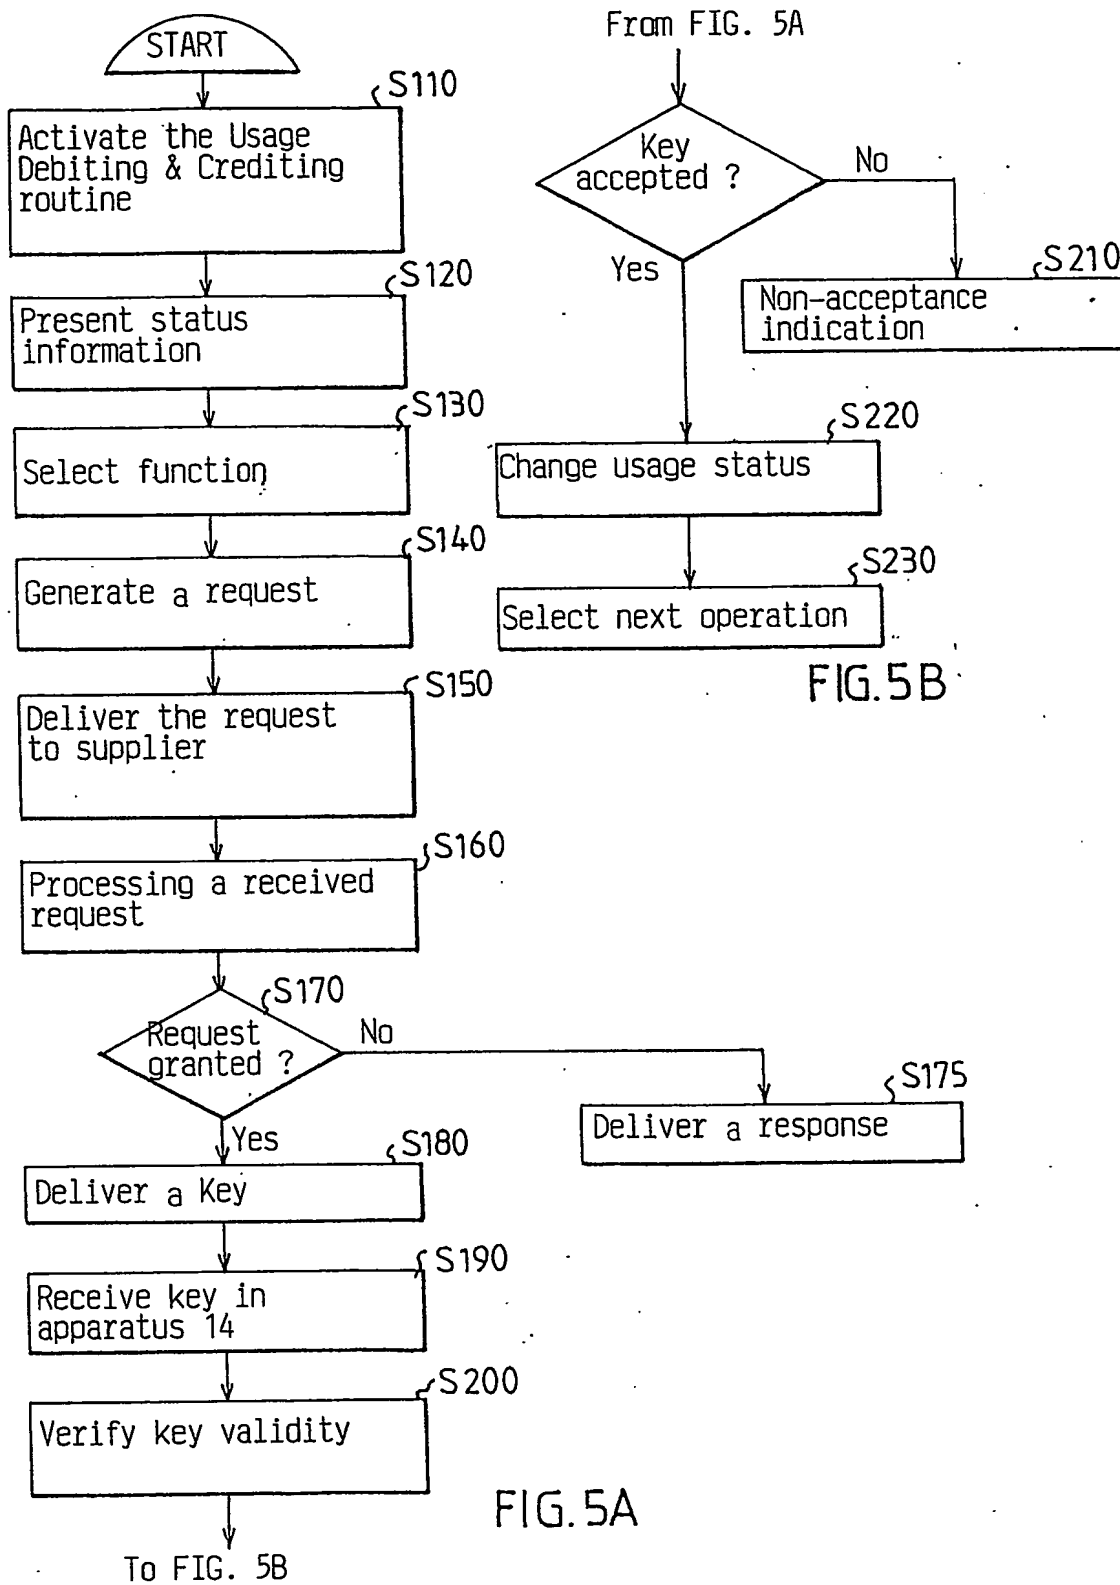 START
S110
Activate the Usage
Debiting & Crediting
routine
S120
Present status
information
S130
Select function
S140
Generate a request
S150
Deliver the request
to supplier
S160
Processing a received
request
S170
Request
granted ?
No
S175
Deliver a response
Yes
S180
Deliver a Key
S190
Receive key in
apparatus 14
S200
Verify key validity
To FIG. 5B
FIG. 5A
From FIG. 5A
Key
accepted ?
No
S210
Non-acceptance
indication
Yes
S220
Change usage status
S230
Select next operation
FIG. 5B